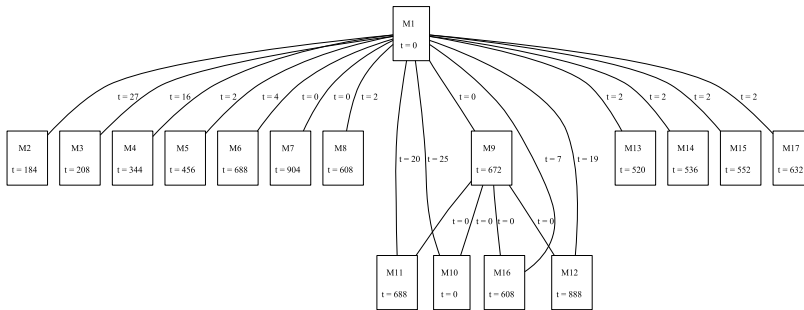 M1
t = 0
t = 27
t = 16
t = 2
t = 4
t = 0
t = 0
t = 2
t = 0
t = 2
t = 2
t = 2
t = 2
M2
t = 184
M3
t = 208
M4
t = 344
M5
t = 456
M6
t = 688
M7
t = 904
M8
t = 608
t = 20
t = 25
M9
t = 672
t = 7
t = 19
M13
t = 520
M14
t = 536
M15
t = 552
M17
t = 632
t = 0
t = 0
t = 0
t = 0
M11
t = 688
M10
t = 0
M16
t = 608
M12
t = 888